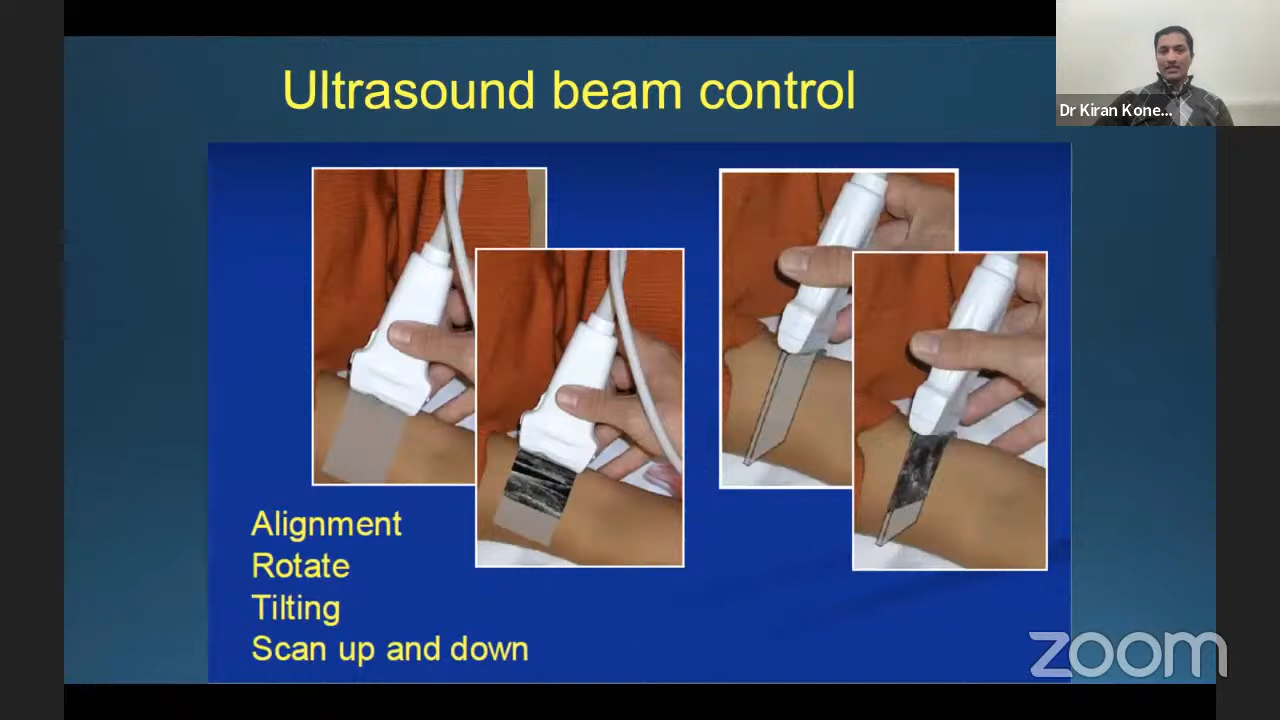 Ultrasound beam control
Dr Kiran Kone...
Alignment
Rotate
Tilting
Scan up and down
zoom